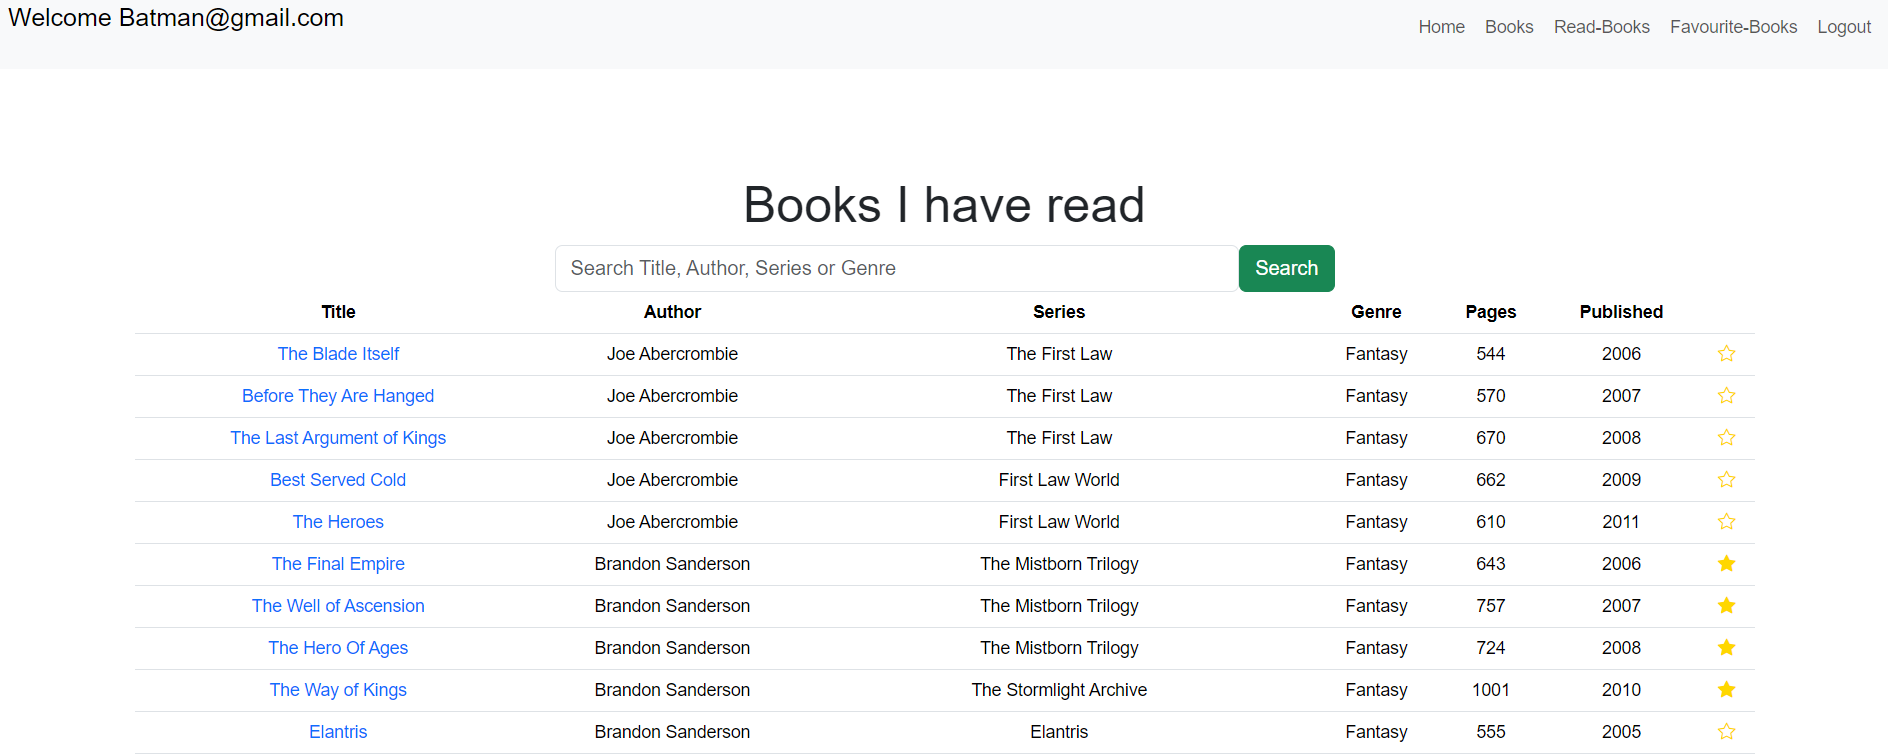 Welcome Batman@gmail.com
Home Books Read-Books Favourite-Books Logout
Books I have read
Search Title, Author, Series or Genre Search
Title Author Series Genre Pages Published
The Blade Itself Joe Abercrombie The First Law Fantasy 544 2006
Before They Are Hanged Joe Abercrombie The First Law Fantasy 570 2007
The Last Argument of Kings Joe Abercrombie The First Law Fantasy 670 2008
Best Served Cold Joe Abercrombie First Law World Fantasy 662 2009
The Heroes Joe Abercrombie First Law World Fantasy 610 2011
The Final Empire Brandon Sanderson The Mistborn Trilogy Fantasy 643 2006
The Well of Ascension Brandon Sanderson The Mistborn Trilogy Fantasy 757 2007
The Hero Of Ages Brandon Sanderson The Mistborn Trilogy Fantasy 724 2008
The Way of Kings Brandon Sanderson The Stormlight Archive Fantasy 1001 2010
Elantris Brandon Sanderson Elantris Fantasy 555 2005